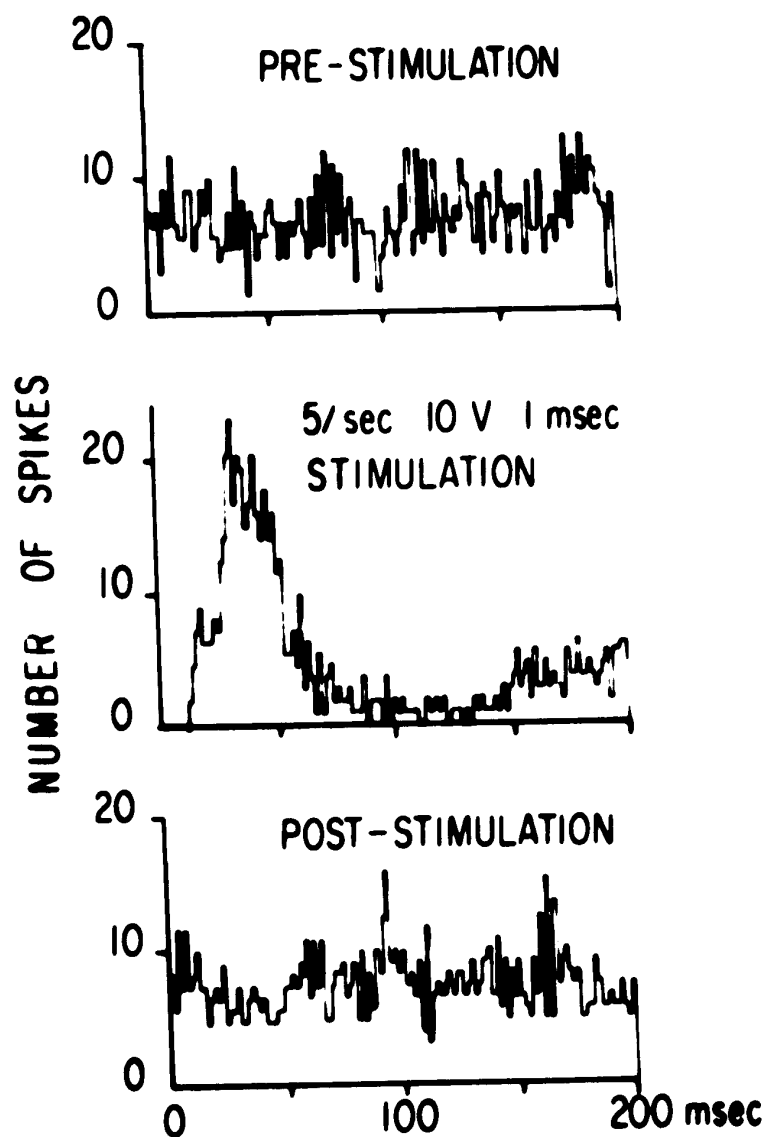 20
PRE-STIMULATION
10
0
NUMBER OF SPIKES
5/sec 10 V 1 msec
20
STIMULATION
10
0
20
POST-STIMULATION
10
0
0 100 200 msec